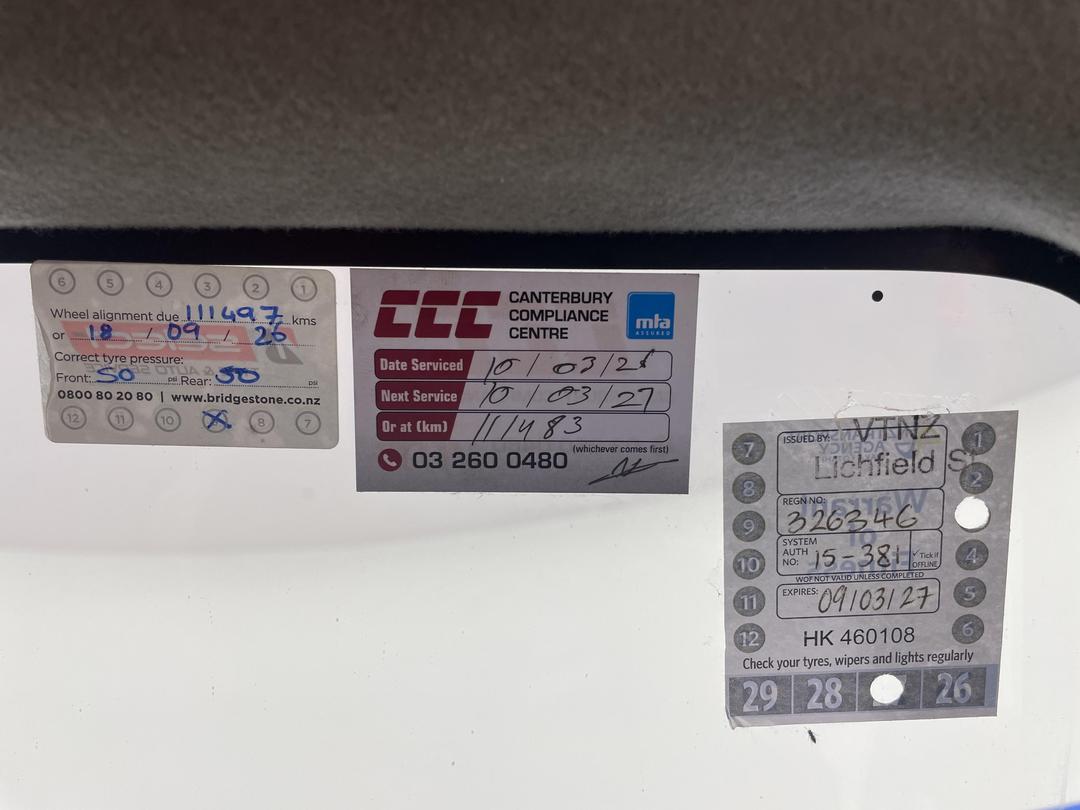 6 5 4 3 2 1
Wheel alignment due 111497 kms
or 18 / 09 / 26
Correct tyre pressure:
Front: 50 psi Rear: 50 psi
0800 80 20 80 | www.bridgestone.co.nz
12 11 10 8 7
CCC CANTERBURY
COMPLIANCE
CENTRE
mta
ASSURED
Date Serviced 10 / 03 / 26
Next Service 10 / 03 / 27
Or at (km) 111483
(whichever comes first)
03 260 0480
7
8
9
10
11
12
ISSUED BY: VTNZ
Lichfield St
REGN NO:
326346
SYSTEM
AUTH
NO: 15-381
✓ Tick if
OFFLINE
WOF NOT VALID UNLESS COMPLETED
EXPIRES: 09/03/27
HK 460108
1
2
4
5
6
Check your tyres, wipers and lights regularly
29 28 26